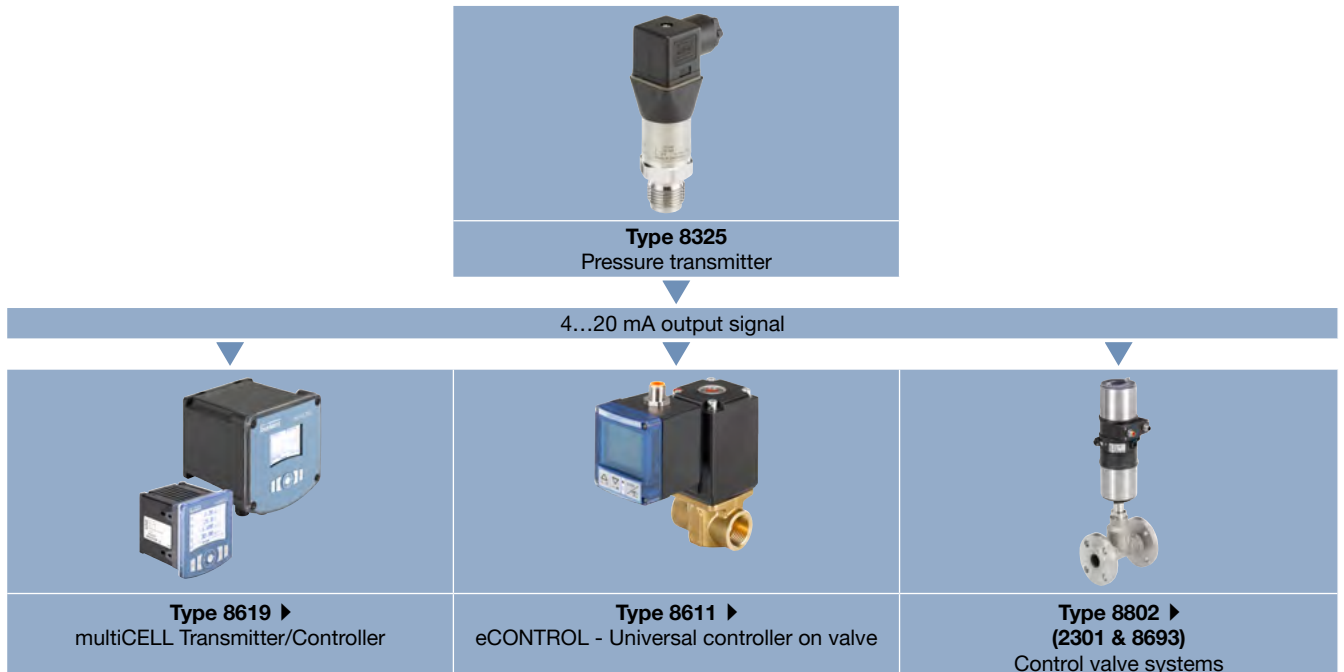 Type 8325
Pressure transmitter
4…20 mA output signal
Type 8619
multiCELL Transmitter/Controller
Type 8611
eCONTROL - Universal controller on valve
Type 8802
(2301 & 8693)
Control valve systems